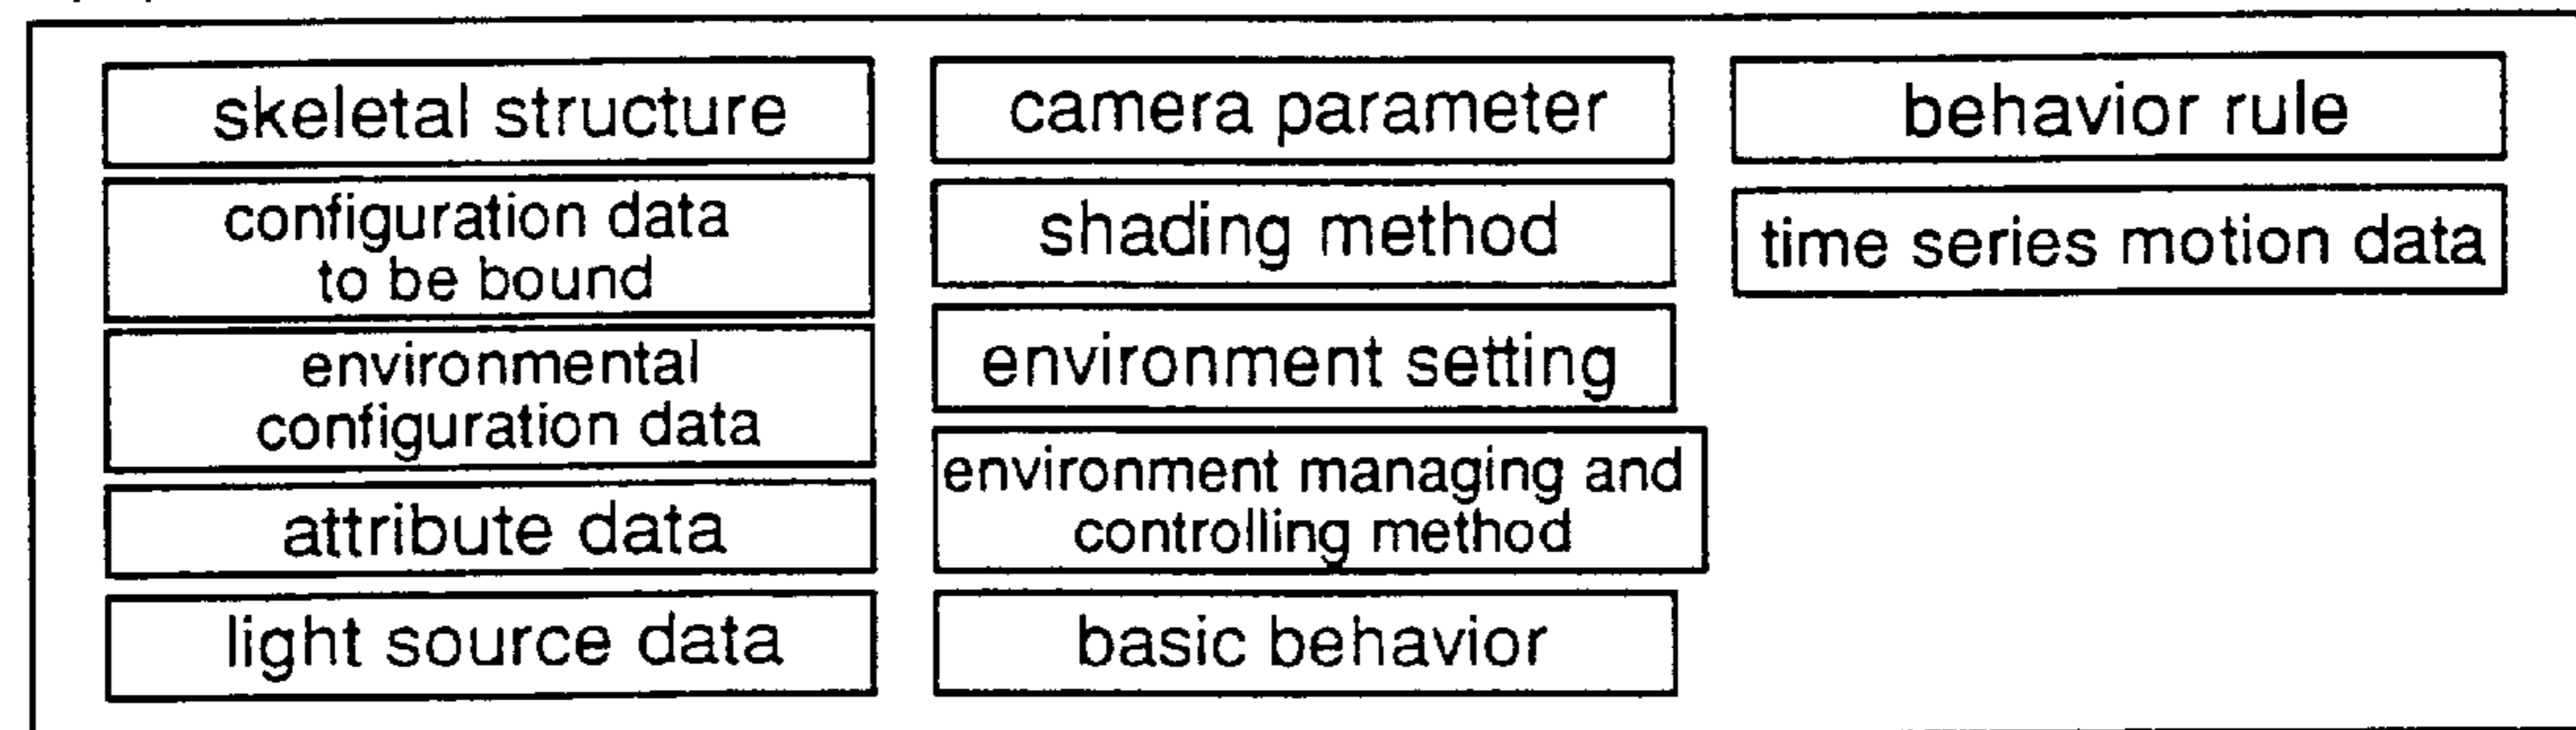 skeletal structure
configuration data
to be bound
environmental
configuration data
attribute data
light source data
camera parameter
shading method
environment setting
environment managing and
controlling method
basic behavior
behavior rule
time series motion data